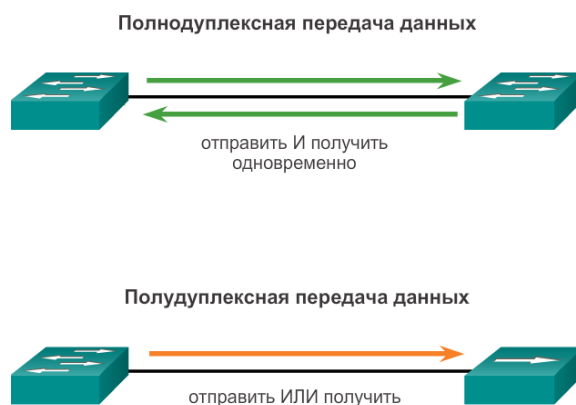 Полнодуплексная передача данных
отправить И получить
одновременно
Полудуплексная передача данных
отправить ИЛИ получить